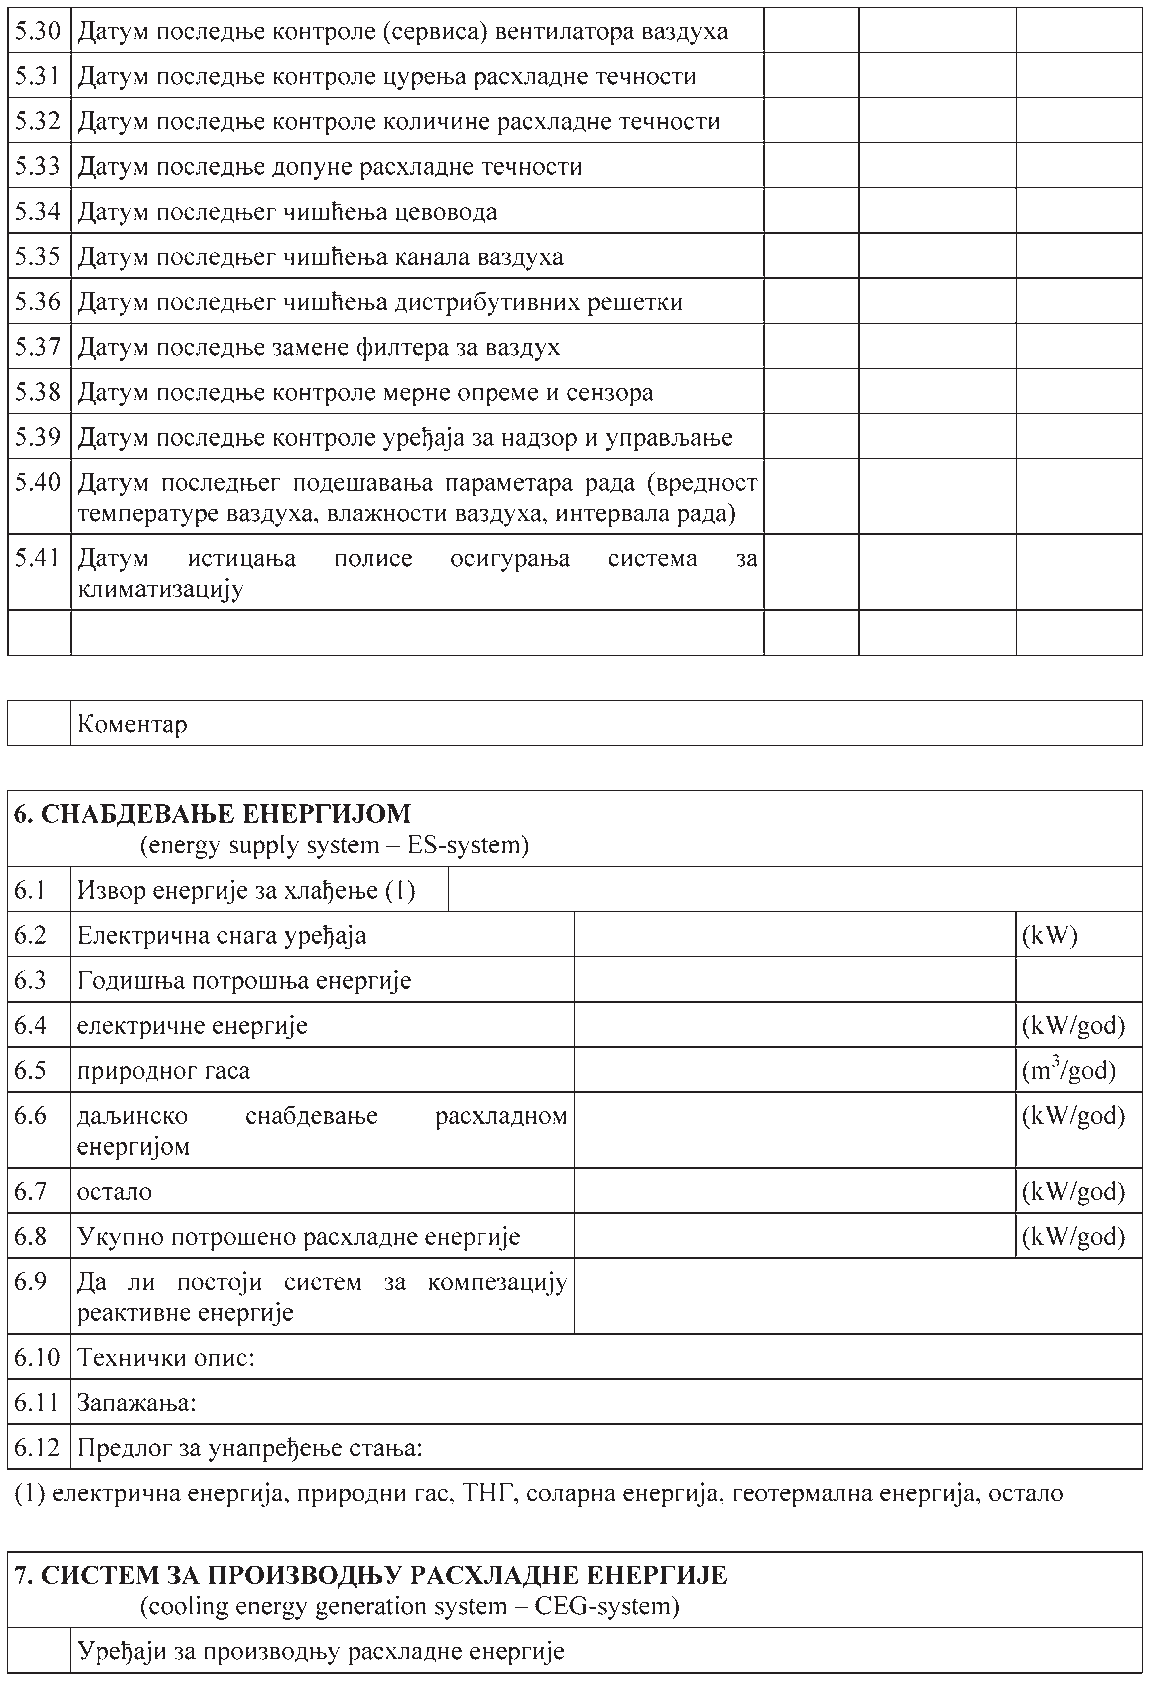 5.30 Датум последње контроле (сервиса) вентилатора ваздуха
5.31 Датум последње контроле цурења расхладне течности
5.32 Датум последње контроле количине расхладне течности
5.33 Датум последње допуне расхладне течности
5.34 Датум последњег чишћења цевовода
5.35 Датум последњег чишћења канала ваздуха
5.36 Датум последњег чишћења дистрибутивних решетки
5.37 Датум последње замене филтера за ваздух
5.38 Датум последње контроле мерне опреме и сензора
5.39 Датум последње контроле уређаја за надзор и управљање
5.40 Датум последњег подешавања параметара рада (вредност
температуре ваздуха, влажности ваздуха, интервала рада)
5.41 Датум истицања полисе осигурања система за
климатизацију
Коментар
6. СНАБДЕВАЊЕ ЕНЕРГИЈОМ
(energy supply system – ES-system)
6.1 Извор енергије за хлађење (1)
6.2 Електрична снага уређаја (kW)
6.3 Годишња потрошња енергије
6.4 електричне енергије (kW/god)
6.5 природног гаса (m³/god)
6.6 даљинско снабдевање расхладном (kW/god)
енергијом
6.7 остало (kW/god)
6.8 Укупно потрошено расхладне енергије (kW/god)
6.9 Да ли постоји систем за компезацију
реактивне енергије
6.10 Технички опис:
6.11 Запажања:
6.12 Предлог за унапређење стања:
(1) електрична енергија, природни гас, ТНГ, соларна енергија, геотермална енергија, остало
7. СИСТЕМ ЗА ПРОИЗВОДЊУ РАСХЛАДНЕ ЕНЕРГИЈЕ
(cooling energy generation system – CEG-system)
Уређаји за производњу расхладне енергије